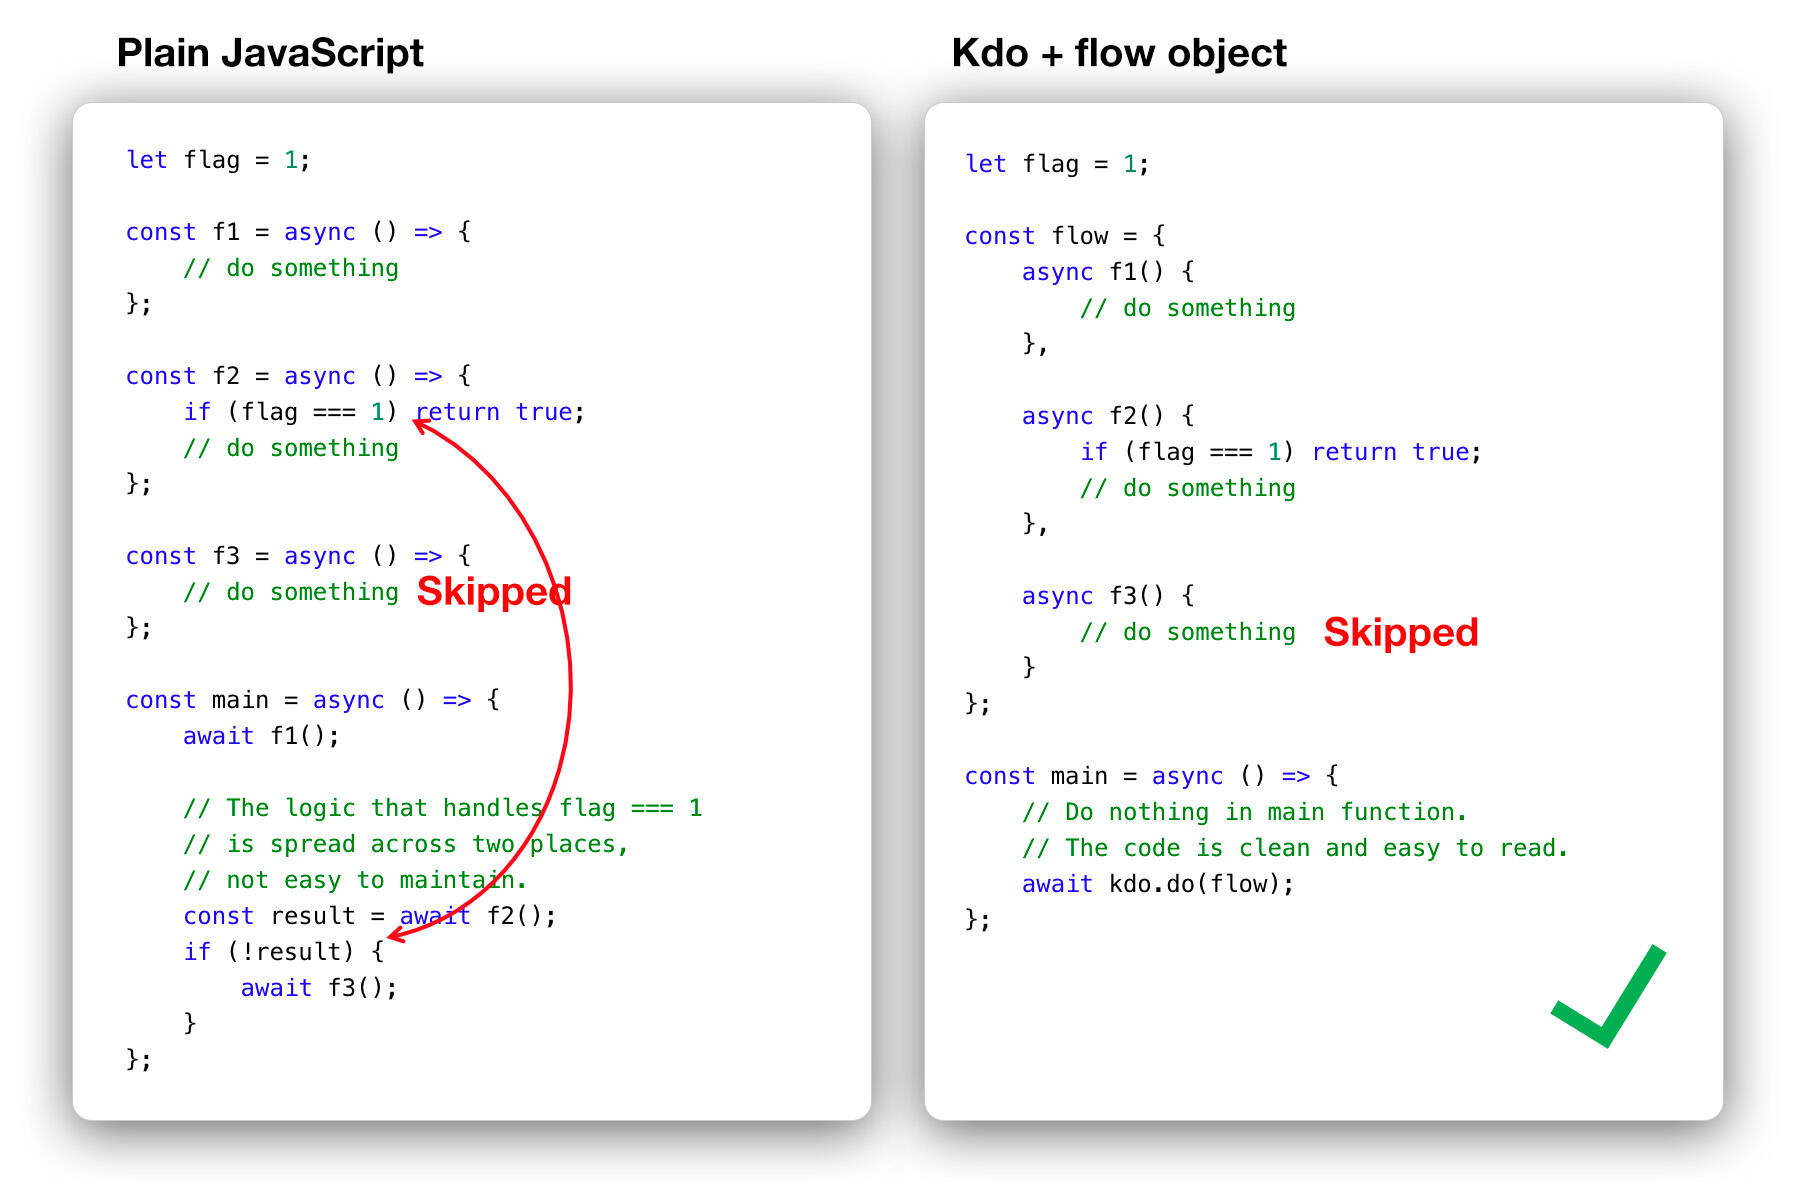 Plain JavaScript
let flag = 1;
const f1 = async () => {
    // do something
};
const f2 = async () => {
    if (flag === 1) return true;
    // do something
};
const f3 = async () => {
    // do something Skipped
};
const main = async () => {
    await f1();
    // The logic that handles flag === 1
    // is spread across two places,
    // not easy to maintain.
    const result = await f2();
    if (!result) {
        await f3();
    }
};
Kdo + flow object
let flag = 1;
const flow = {
    async f1() {
        // do something
    },
    async f2() {
        if (flag === 1) return true;
        // do something
    },
    async f3() {
        // do something Skipped
    }
};
const main = async () => {
    // Do nothing in main function.
    // The code is clean and easy to read.
    await kdo.do(flow);
};